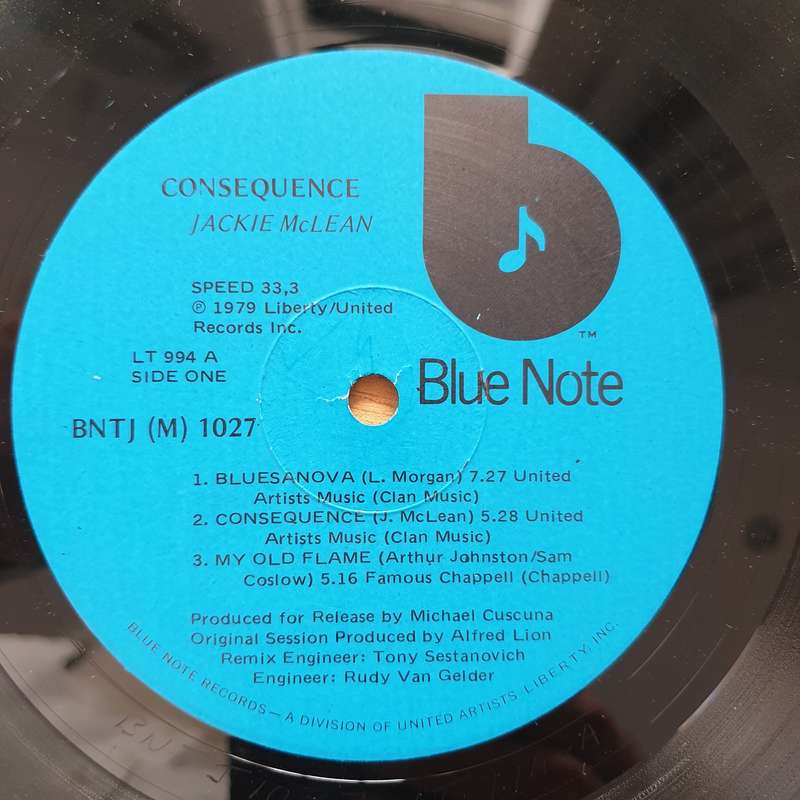 CONSEQUENCE
JACKIE McLEAN
SPEED 33,3
℗ 1979 Liberty/United
Records Inc.
LT 994 A
SIDE ONE
BNTJ (M) 1027
TM
Blue Note
1. BLUESANOVA (L. Morgan) 7.27 United
Artists Music (Clan Music)
2. CONSEQUENCE (J. McLean) 5.28 United
Artists Music (Clan Music)
3. MY OLD FLAME (Arthur Johnston/Sam
Coslow) 5.16 Famous Chappell (Chappell)
Produced for Release by Michael Cuscuna
Original Session Produced by Alfred Lion
Remix Engineer: Tony Sestanovich
Engineer: Rudy Van Gelder
BLUE NOTE RECORDS—A DIVISION OF UNITED ARTISTS LIBERTY, INC.